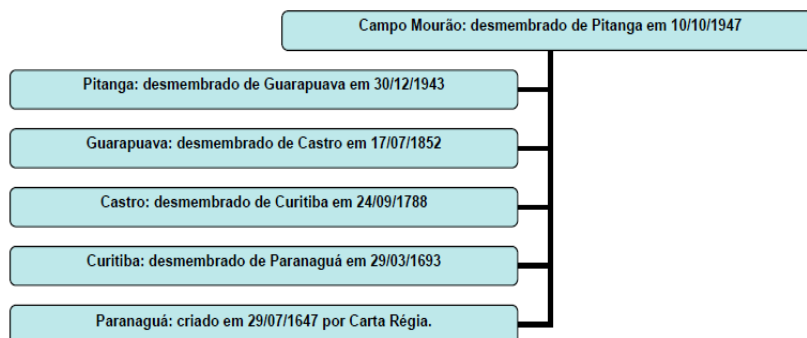 Campo Mourão: desmembrado de Pitanga em 10/10/1947
Pitanga: desmembrado de Guarapuava em 30/12/1943
Guarapuava: desmembrado de Castro em 17/07/1852
Castro: desmembrado de Curitiba em 24/09/1788
Curitiba: desmembrado de Paranaguá em 29/03/1693
Paranaguá: criado em 29/07/1647 por Carta Régia.